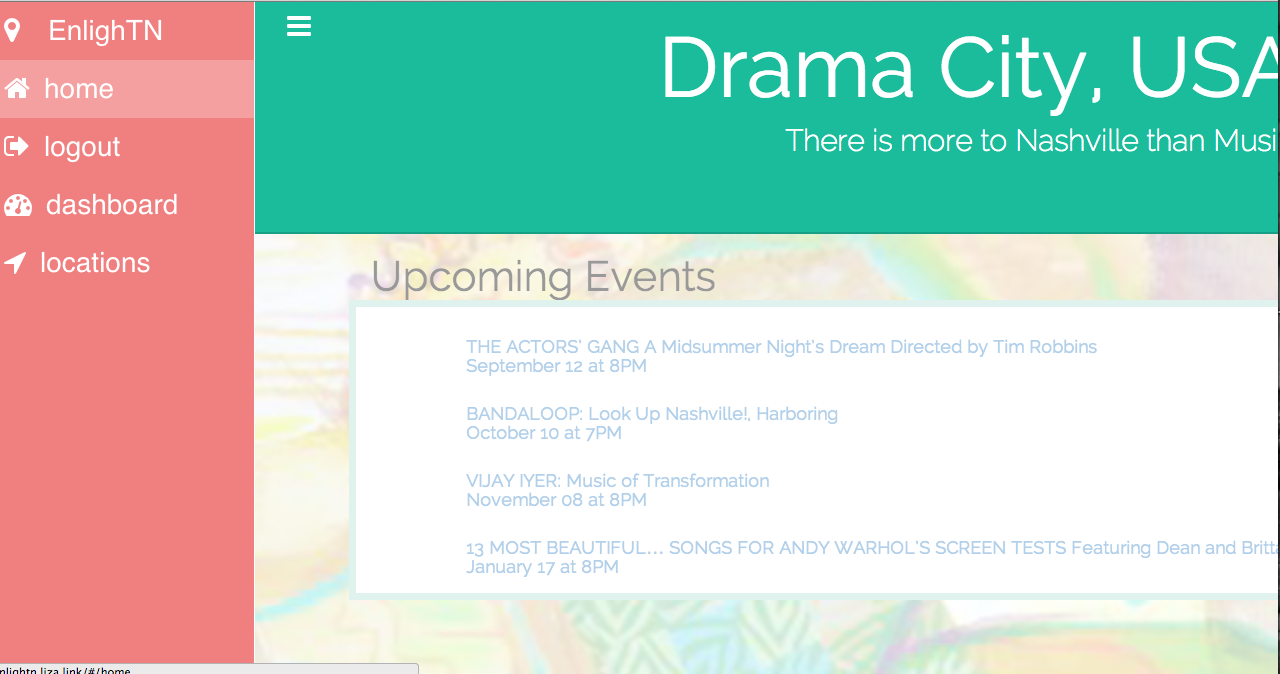 EnlighTN
home
logout
dashboard
locations
Drama City, USA
There is more to Nashville than Musi
Upcoming Events
THE ACTORS' GANG A Midsummer Night's Dream Directed by Tim Robbins
September 12 at 8PM
BANDALOOP: Look Up Nashville!, Harboring
October 10 at 7PM
VIJAY IYER: Music of Transformation
November 08 at 8PM
13 MOST BEAUTIFUL... SONGS FOR ANDY WARHOL'S SCREEN TESTS Featuring Dean and Britta
January 17 at 8PM
nlightn.liza.link/#/home